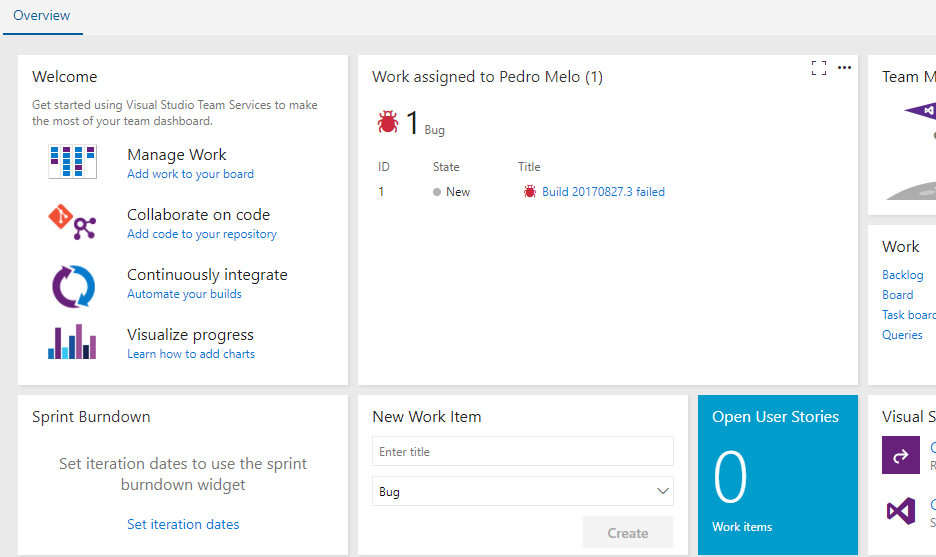 Overview
Welcome
Get started using Visual Studio Team Services to make
the most of your team dashboard.
Manage Work
Add work to your board
Collaborate on code
Add code to your repository
Continuously integrate
Automate your builds
Visualize progress
Learn how to add charts
Work assigned to Pedro Melo (1)
1 Bug
ID State Title
1 New Build 20170827.3 failed
Team M
Work
Backlog
Board
Task board
Queries
Sprint Burndown
Set iteration dates to use the sprint
burndown widget
Set iteration dates
New Work Item
Enter title
Bug
Create
Open User Stories
0
Work items
Visual S